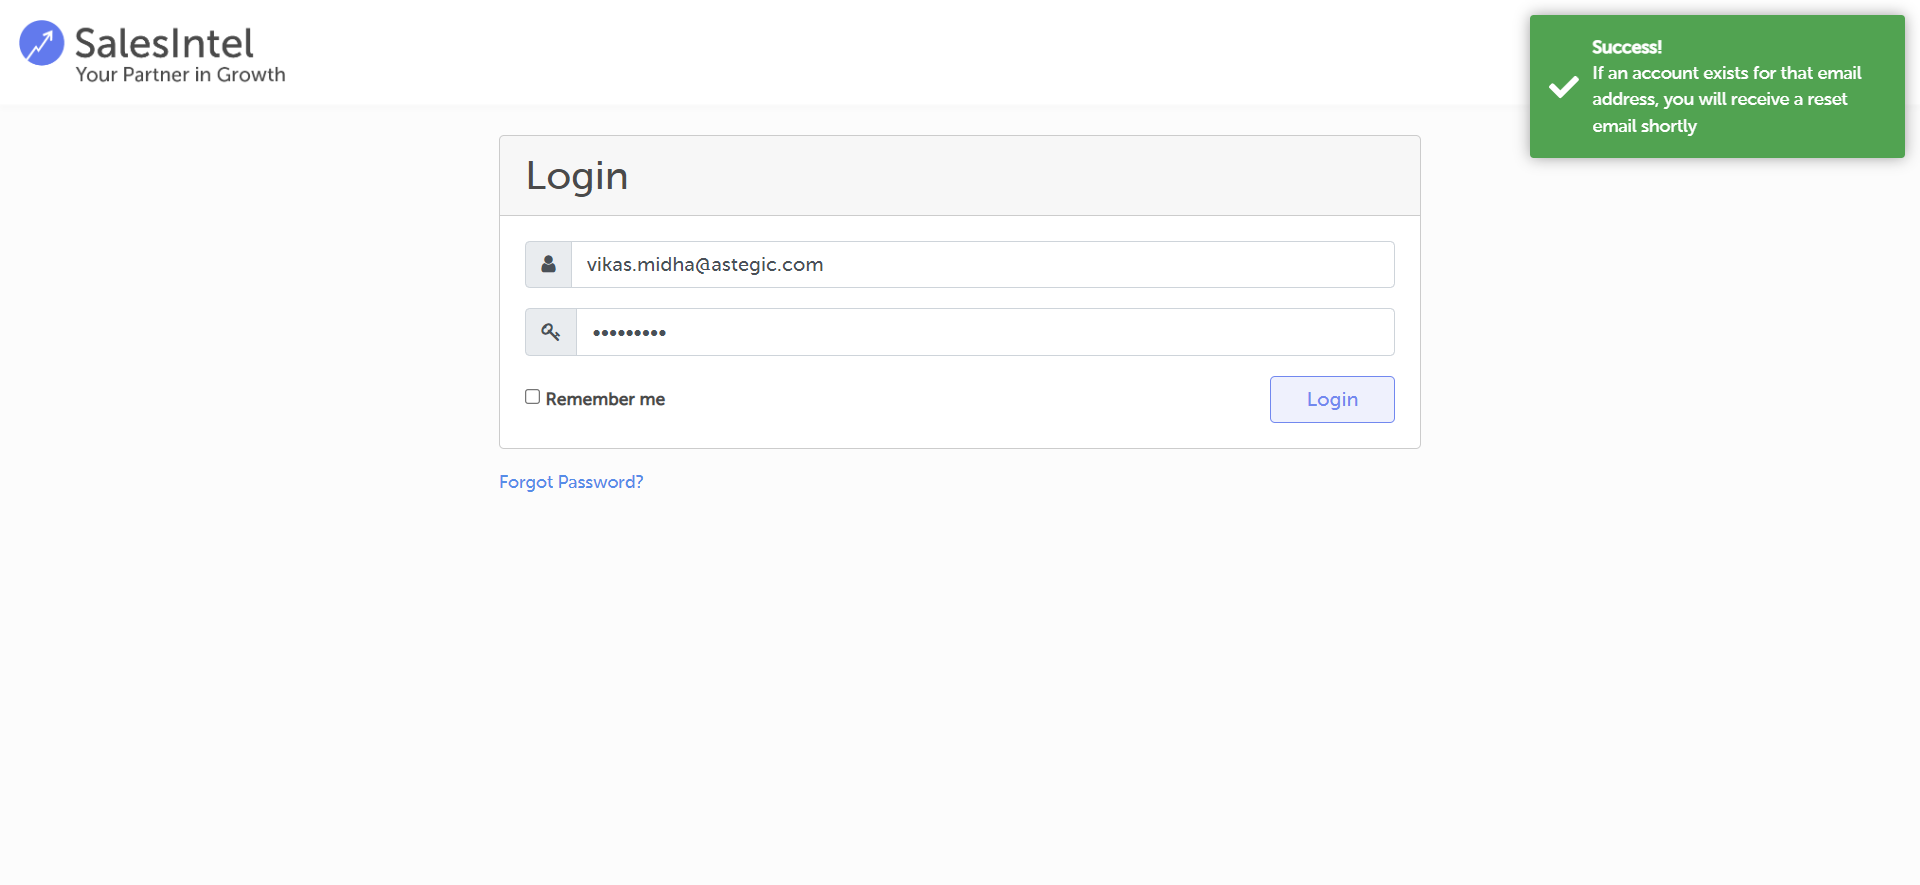 SalesIntel
Your Partner in Growth
Success!
If an account exists for that email
address, you will receive a reset
email shortly
Login
vikas.midha@astegic.com
•••••••••
Remember me
Login
Forgot Password?